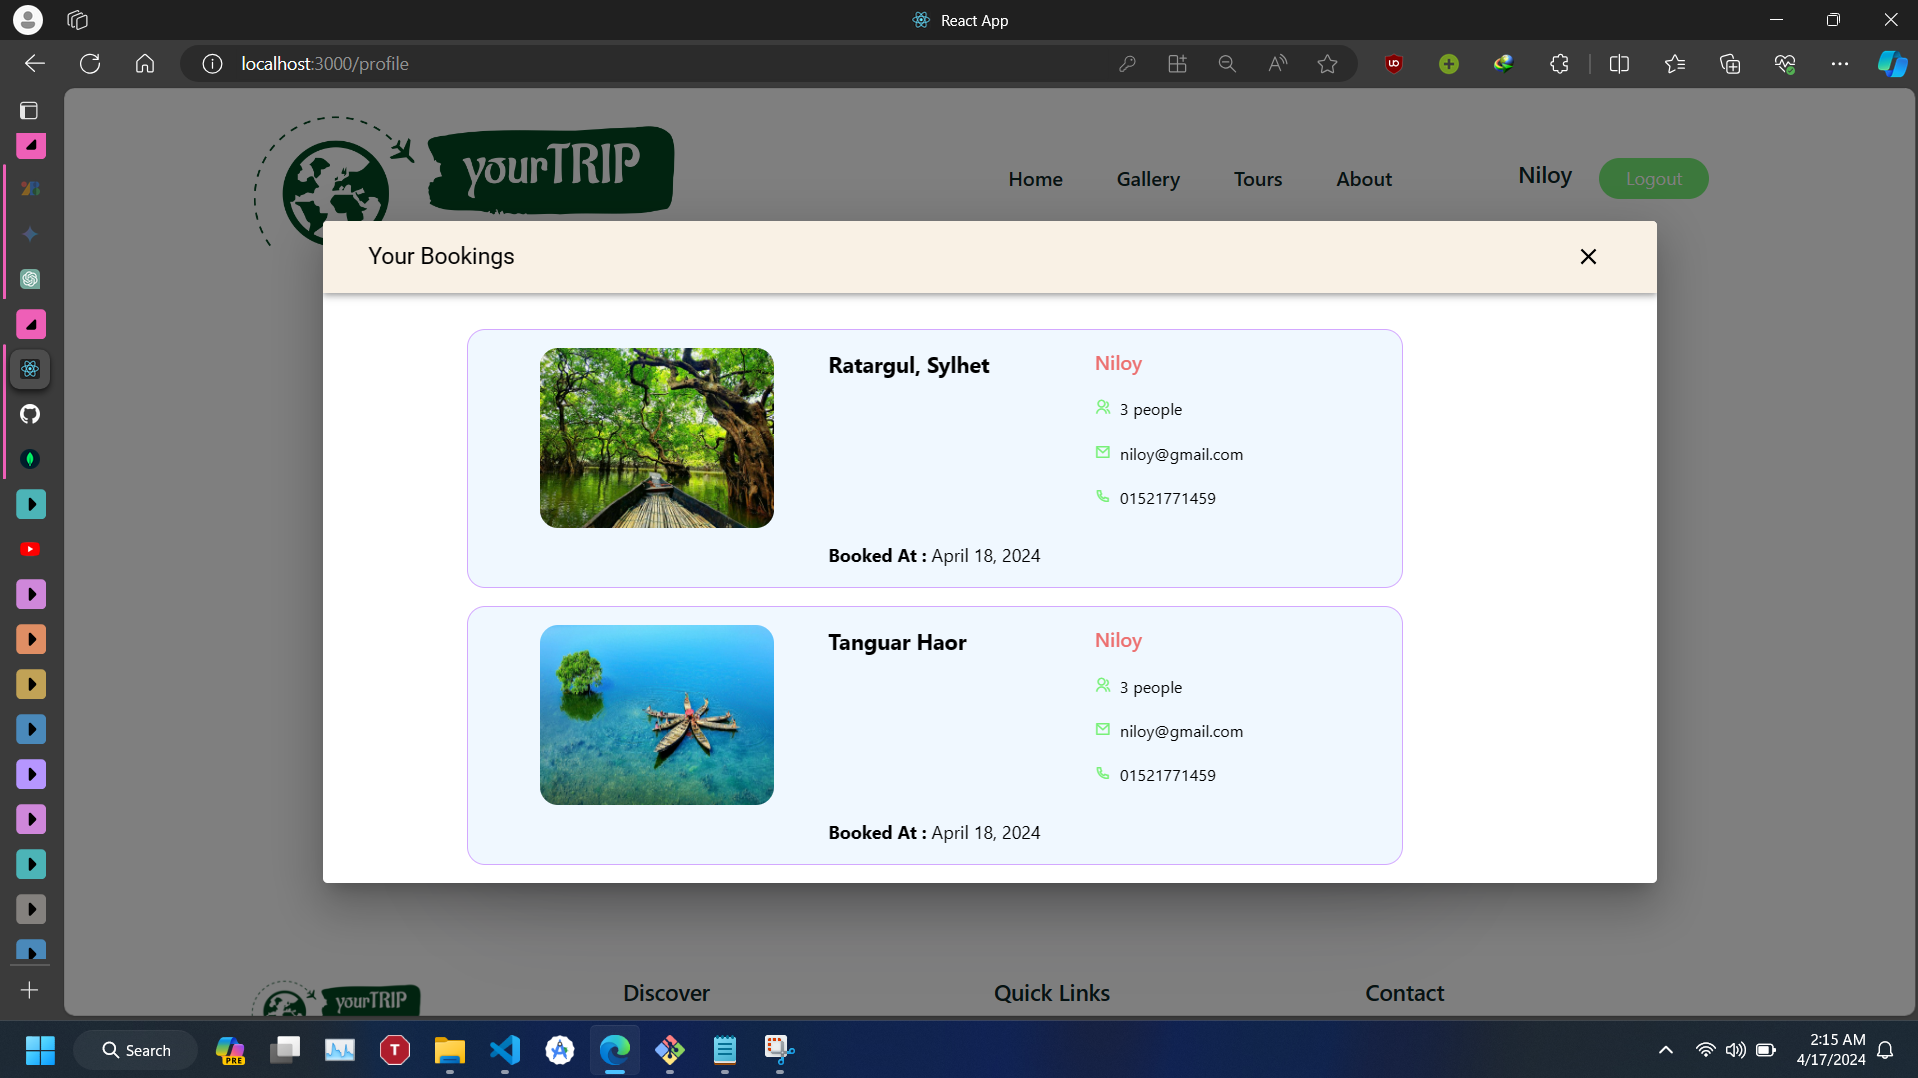 React App
localhost:3000/profile
yourTRIP
Home
Gallery
Tours
About
Niloy
Logout
Your Bookings
Ratargul, Sylhet
Niloy
3 people
niloy@gmail.com
01521771459
Booked At : April 18, 2024
Tanguar Haor
Niloy
3 people
niloy@gmail.com
01521771459
Booked At : April 18, 2024
yourTRIP
Discover
Quick Links
Contact
Search
PRE
T
2:15 AM
4/17/2024